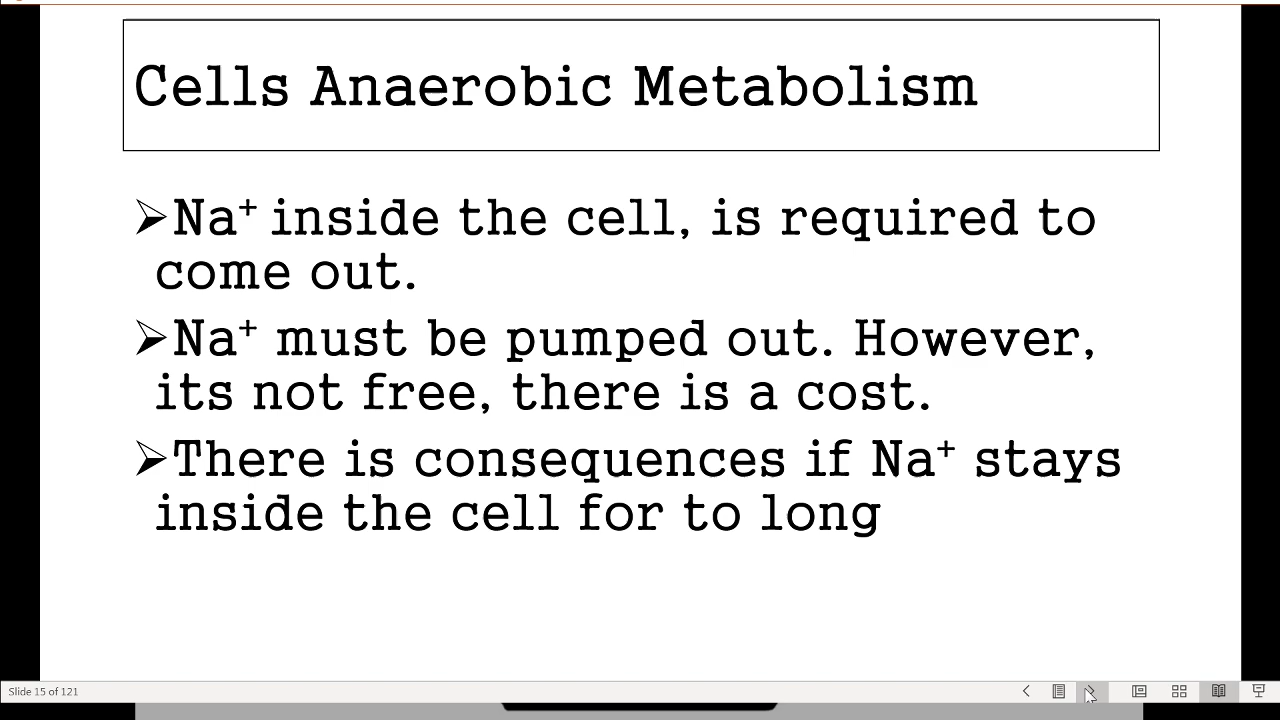 Cells Anaerobic Metabolism
➢Na⁺ inside the cell, is required to
come out.
➢Na⁺ must be pumped out. However,
its not free, there is a cost.
➢There is consequences if Na⁺ stays
inside the cell for to long
Slide 15 of 121